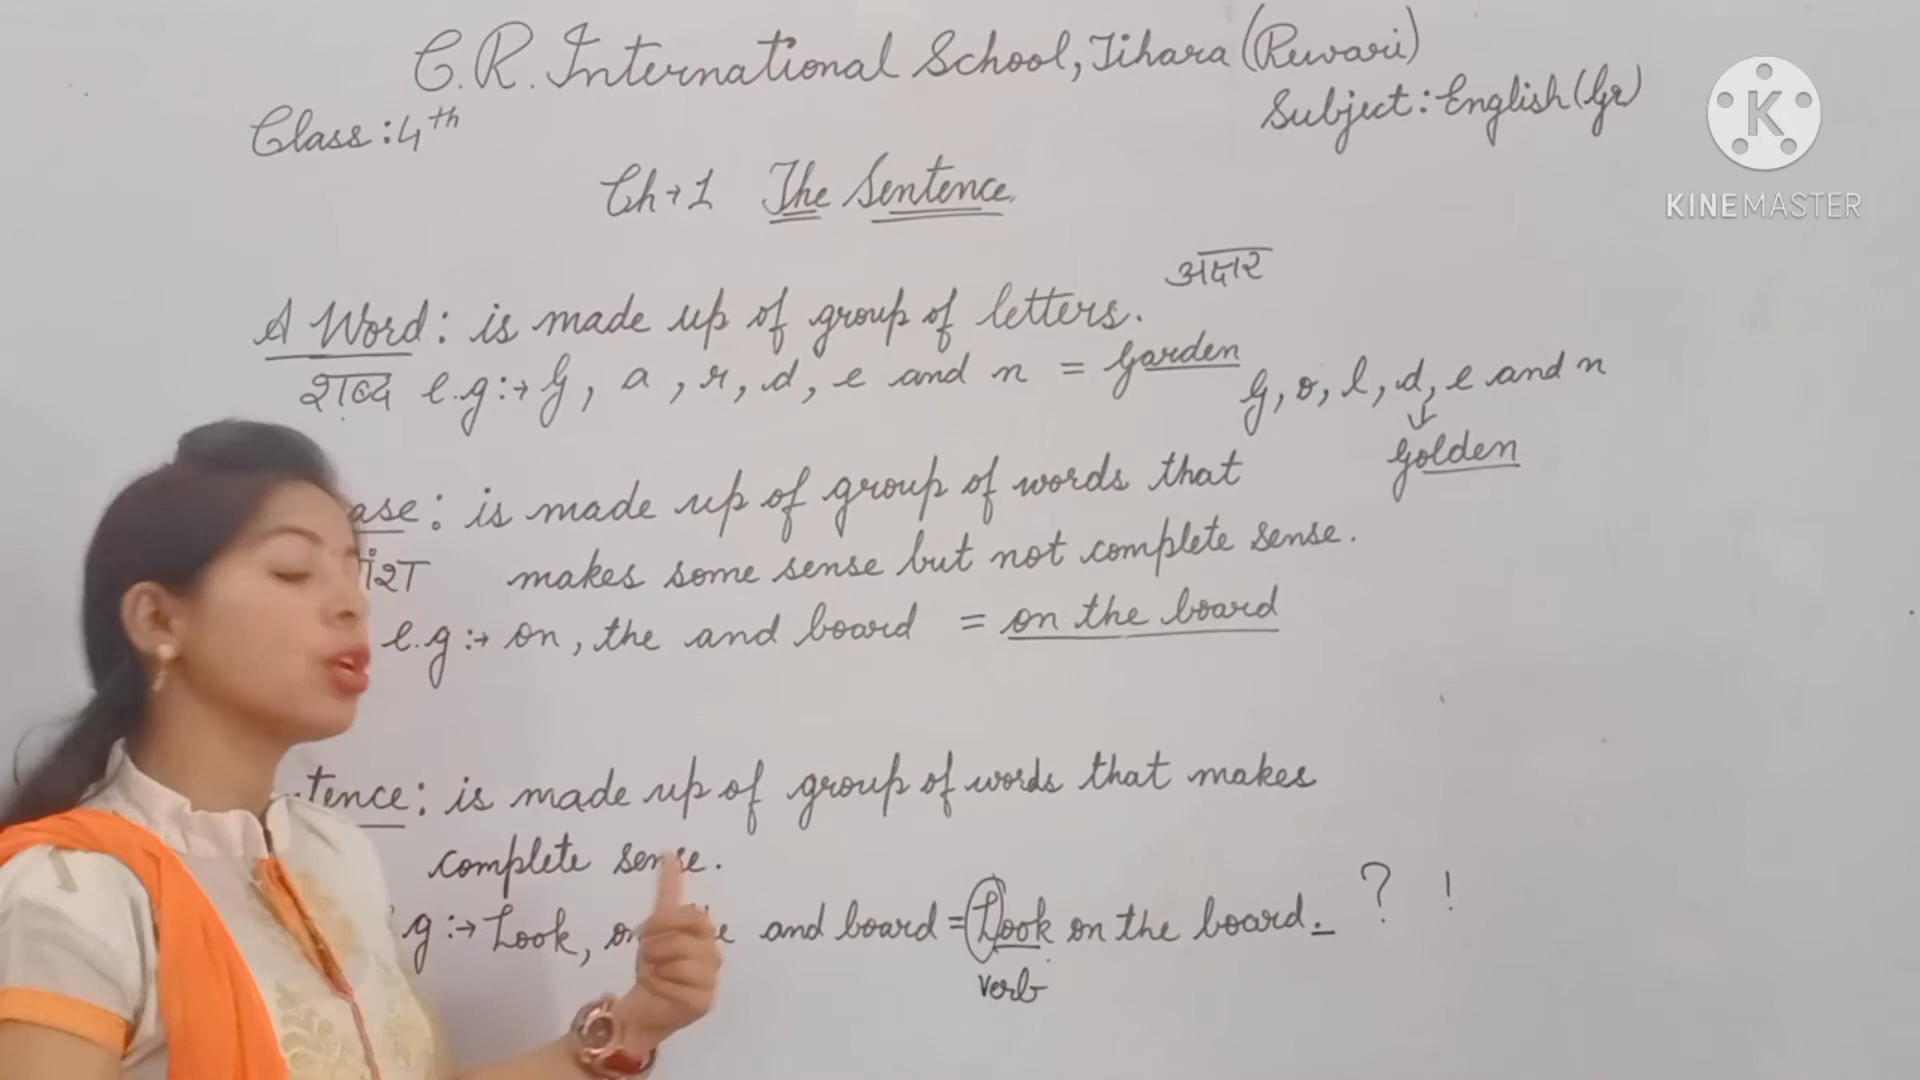 C.R. International School, Jihara (Rewari)
Class : 4th
Subject : English (Gr)
K
KINEMASTER
Ch → 1 The Sentence
अक्षर
A Word : is made up of group of letters.
शब्द e.g :→ G, a, r, d, e and n = Garden
G, o, l, d, e and n
Golden
ase : is made up of group of words that
ांश makes some sense but not complete sense.
e.g :→ on, the and board = on the board
tence : is made up of group of words that makes
complete sense.
g :→ Look, and board = Look on the board. ? !
verb